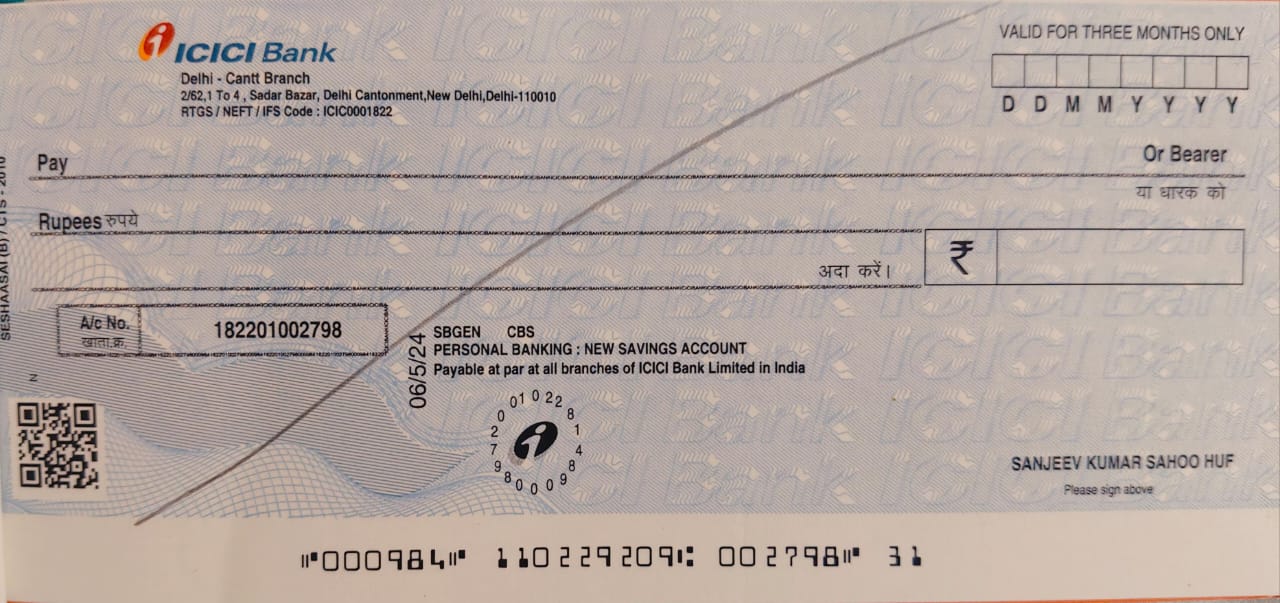 ICICI Bank
Delhi - Cantt Branch
2/62,1 To 4 , Sadar Bazar, Delhi Cantonment,New Delhi,Delhi-110010
RTGS / NEFT / IFS Code : ICIC0001822
VALID FOR THREE MONTHS ONLY
D D M M Y Y Y Y
Pay
Or Bearer
या धारक को
Rupees रुपये
अदा करें।
₹
A/c No.
खाता.क्र.
182201002798
SBGEN CBS
PERSONAL BANKING : NEW SAVINGS ACCOUNT
Payable at par at all branches of ICICI Bank Limited in India
06/5/24
SESHAASAI (B) / CTS - 2010
SANJEEV KUMAR SAHOO HUF
Please sign above
⑈000984⑈ 110229209⑆ 002798⑈ 31